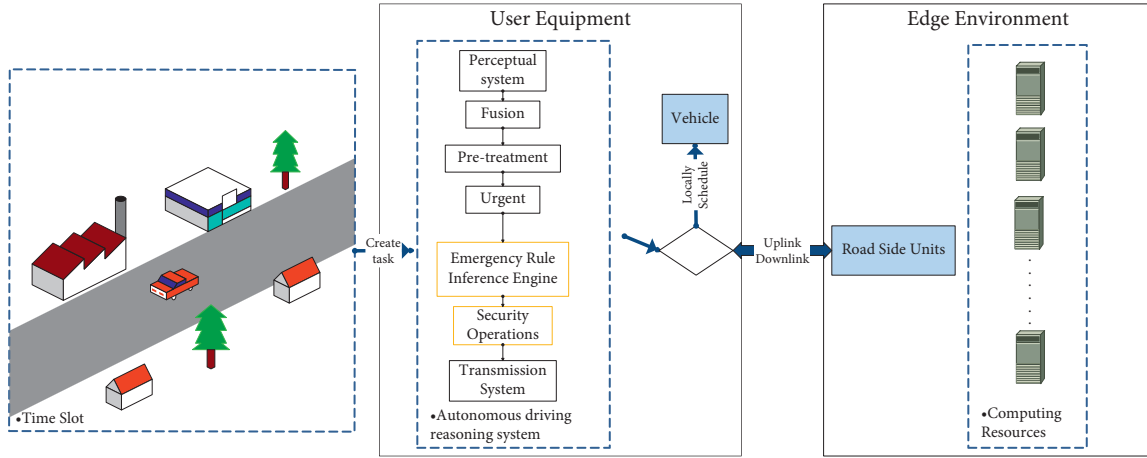 •Time Slot
Create
task
User Equipment
Perceptual
system
Fusion
Pre-treatment
Urgent
Emergency Rule
Inference Engine
Security
Operations
Transmission
System
•Autonomous driving
reasoning system
Vehicle
Locally
Schedule
Uplink
Downlink
Edge Environment
Road Side Units
•Computing
Resources